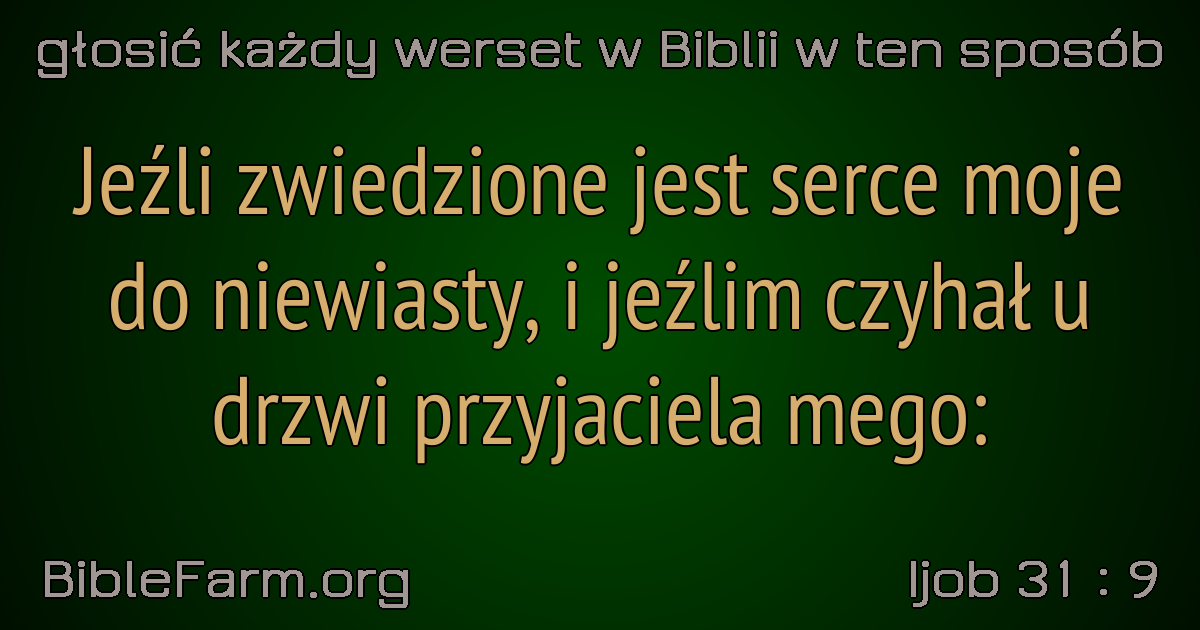 głosić każdy werset w Biblii w ten sposób
Jeźli zwiedzione jest serce moje
do niewiasty, i jeźlim czyhał u
drzwi przyjaciela mego:
BibleFarm.org
Ijob 31 : 9